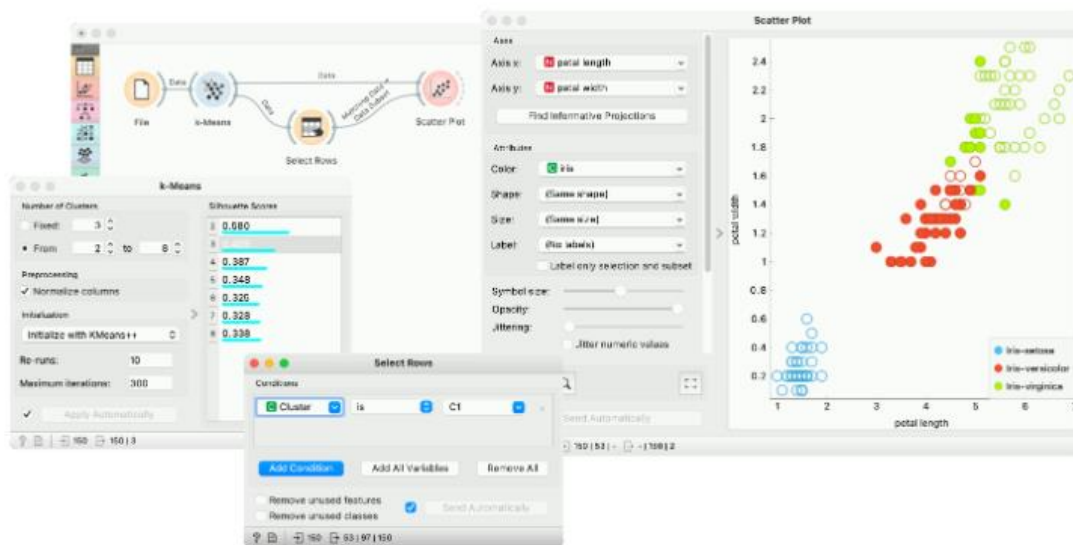 Scatter Plot
Axes
Axis x: petal length
Axis y: petal width
Find Informative Projections
Attributes
Color: iris
Shape: (Same shape)
Size: (Same size)
Label: (No labels)
Label only selection and subset
Symbol size:
Opacity:
Jittering:
Jitter numeric values
Send Automatically
150 | 53 | - - | 150 | 2
petal width
2.4
2.2
2
1.8
1.6
1.4
1.2
1
0.8
0.6
0.4
0.2
1 2 3 4 5 6
petal length
Iris-setosa
Iris-versicolor
Iris-virginica
File
Data
k-Means
Data
Data
Select Rows
Matching Data
Data Subset
Scatter Plot
k-Means
Number of Clusters
Fixed: 3
From 2 to 8
Preprocessing
Normalize columns
Initialization
Initialize with KMeans++
Re-runs: 10
Maximum iterations: 300
Apply Automatically
150 150 | 3
Silhouette Scores
2 0.580
3
4 0.387
5 0.348
6 0.326
7 0.328
8 0.338
Select Rows
Conditions
Cluster is C1
Add Condition Add All Variables Remove All
Remove unused features
Remove unused classes
Send Automatically
150 53 | 97 | 150